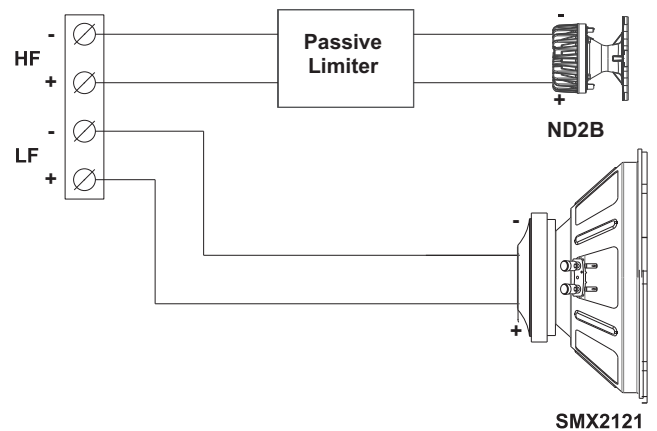 -
HF
+
-
LF
+
Passive
Limiter
-
+
ND2B
-
+
SMX2121